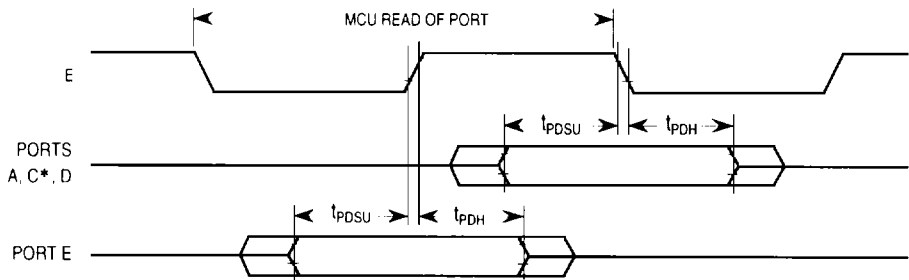 MCU READ OF PORT
E
tPDSU
tPDH
PORTS
A, C*, D
tPDSU
tPDH
PORT E